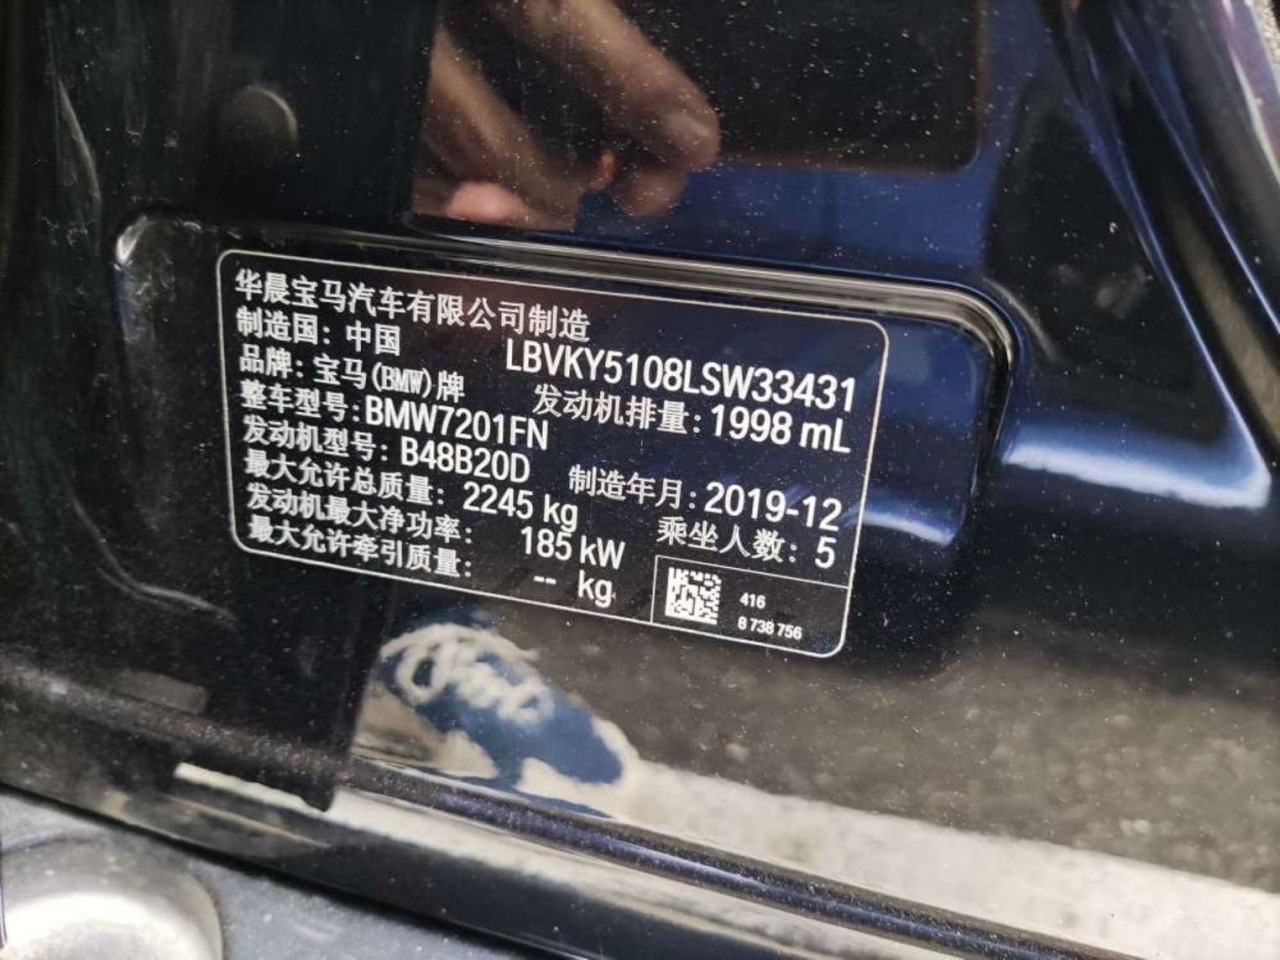 华晨宝马汽车有限公司制造
制造国: 中国 LBVKY5108LSW33431
品牌: 宝马(BMW)牌 发动机排量: 1998 mL
整车型号: BMW7201FN
发动机型号: B48B20D 制造年月: 2019-12
最大允许总质量: 2245 kg 乘坐人数: 5
发动机最大净功率: 185 kW
最大允许牵引质量: -- kg
416
8 738 756